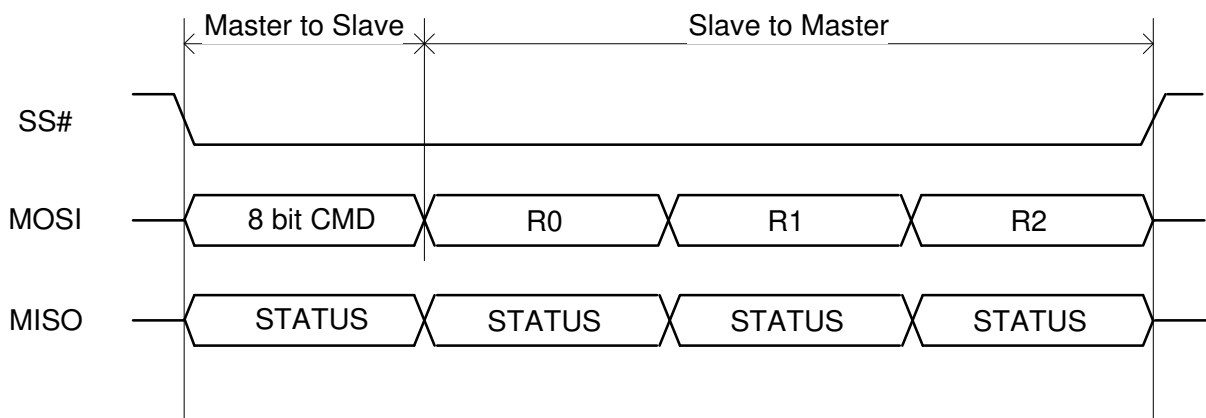 Master to Slave Slave to Master
SS#
MOSI 8 bit CMD R0 R1 R2
MISO STATUS STATUS STATUS STATUS